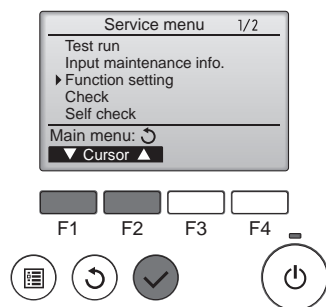 Service menu 1/2
Test run
Input maintenance info.
Function setting
Check
Self check
Main menu:
Cursor
F1 F2 F3 F4